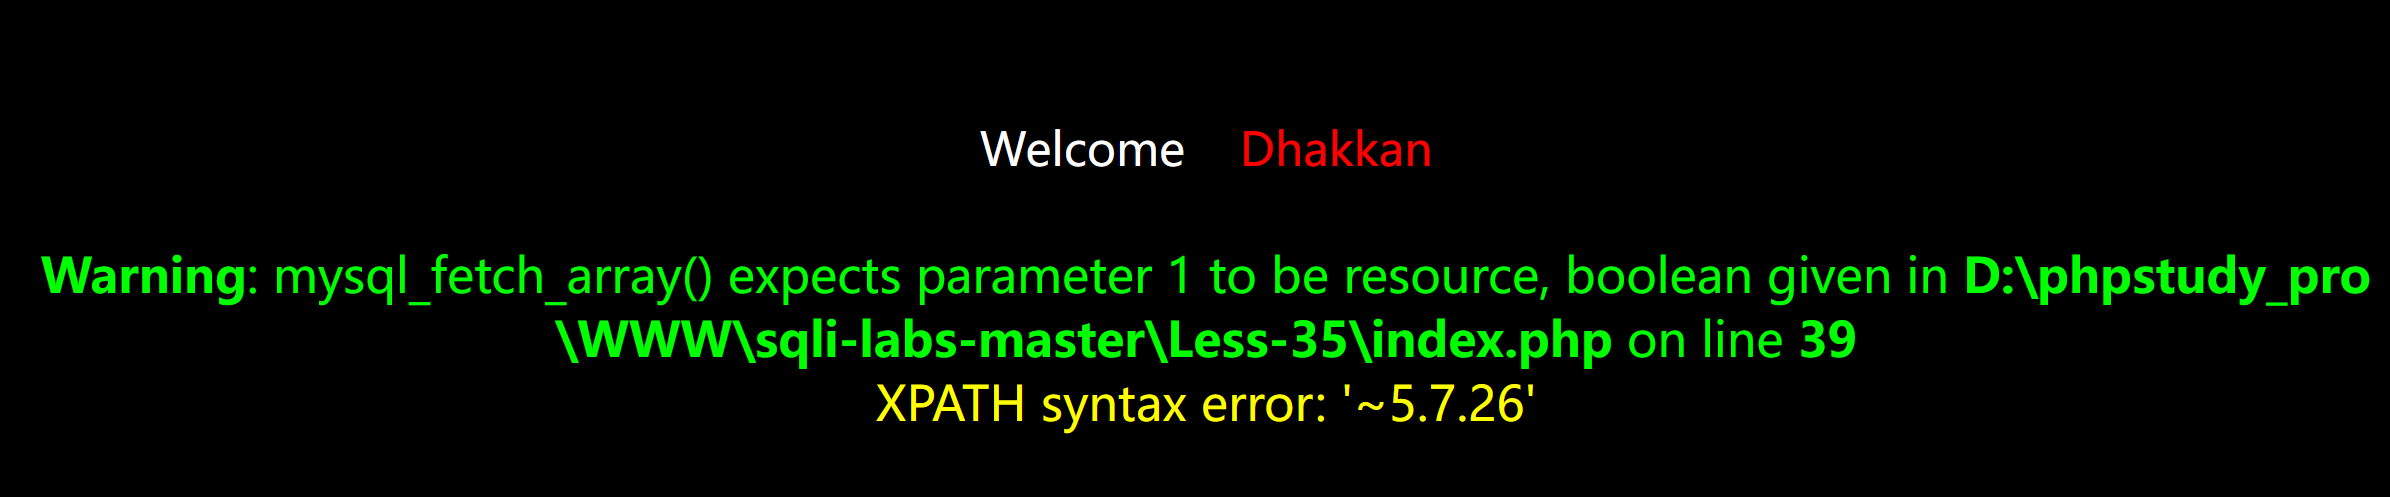 Welcome Dhakkan
Warning: mysql_fetch_array() expects parameter 1 to be resource, boolean given in D:\phpstudy_pro
\WWW\sqli-labs-master\Less-35\index.php on line 39
XPATH syntax error: '~5.7.26'